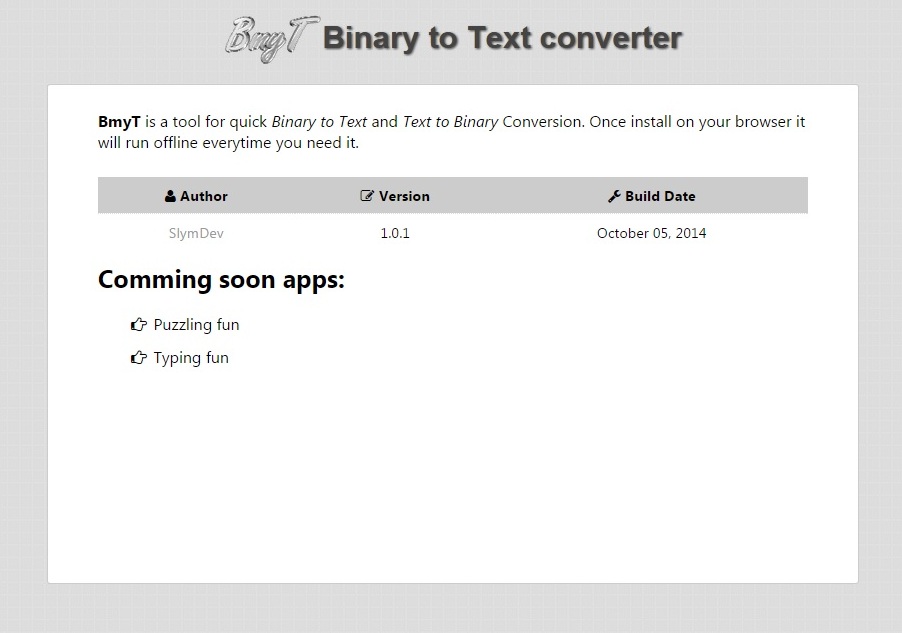 BmyT Binary to Text converter
BmyT is a tool for quick Binary to Text and Text to Binary Conversion. Once install on your browser it
will run offline everytime you need it.
Author Version Build Date
SlymDev 1.0.1 October 05, 2014
Comming soon apps:
Puzzling fun
Typing fun